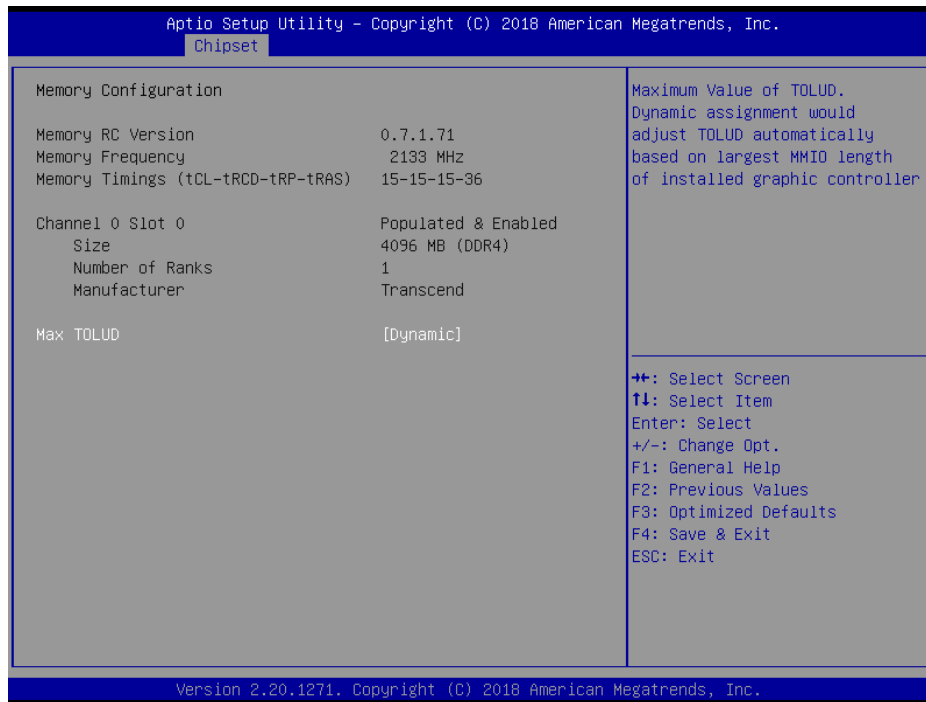 Aptio Setup Utility – Copyright (C) 2018 American Megatrends, Inc.
Chipset
Memory Configuration
Memory RC Version 0.7.1.71
Memory Frequency 2133 MHz
Memory Timings (tCL-tRCD-tRP-tRAS) 15-15-15-36
Channel 0 Slot 0 Populated & Enabled
Size 4096 MB (DDR4)
Number of Ranks 1
Manufacturer Transcend
Max TOLUD [Dynamic]
Maximum Value of TOLUD.
Dynamic assignment would
adjust TOLUD automatically
based on largest MMIO length
of installed graphic controller
→←: Select Screen
↑↓: Select Item
Enter: Select
+/-: Change Opt.
F1: General Help
F2: Previous Values
F3: Optimized Defaults
F4: Save & Exit
ESC: Exit
Version 2.20.1271. Copyright (C) 2018 American Megatrends, Inc.